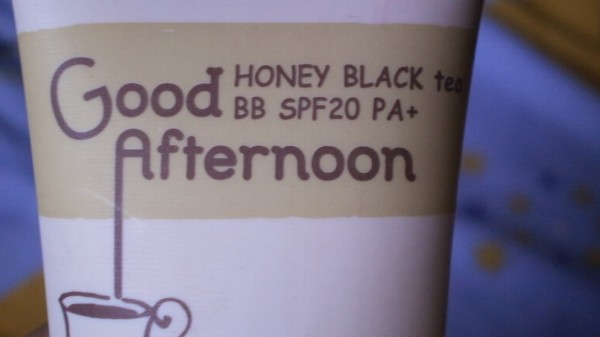 Good HONEY BLACK tea
BB SPF20 PA+
Afternoon